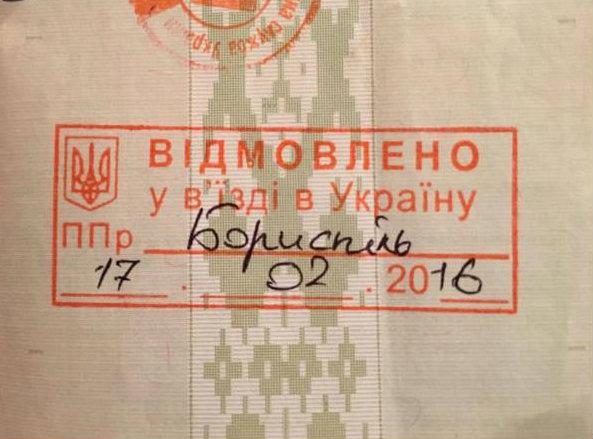 ВІДМОВЛЕНО
у в'їзді в Україну
ППр Бориспіль
17 . 02 . 2016